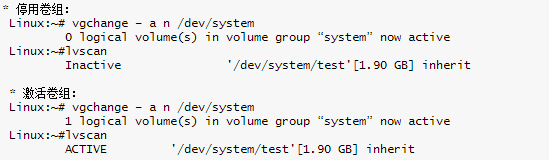 * 停用卷组:
Linux:~# vgchange – a n /dev/system
0 logical volume(s) in volume group “system” now active
Linux:~#lvscan
Inactive '/dev/system/test'[1.90 GB] inherit
* 激活卷组:
Linux:~# vgchange – a n /dev/system
1 logical volume(s) in volume group “system” now active
Linux:~#lvscan
ACTIVE '/dev/system/test'[1.90 GB] inherit